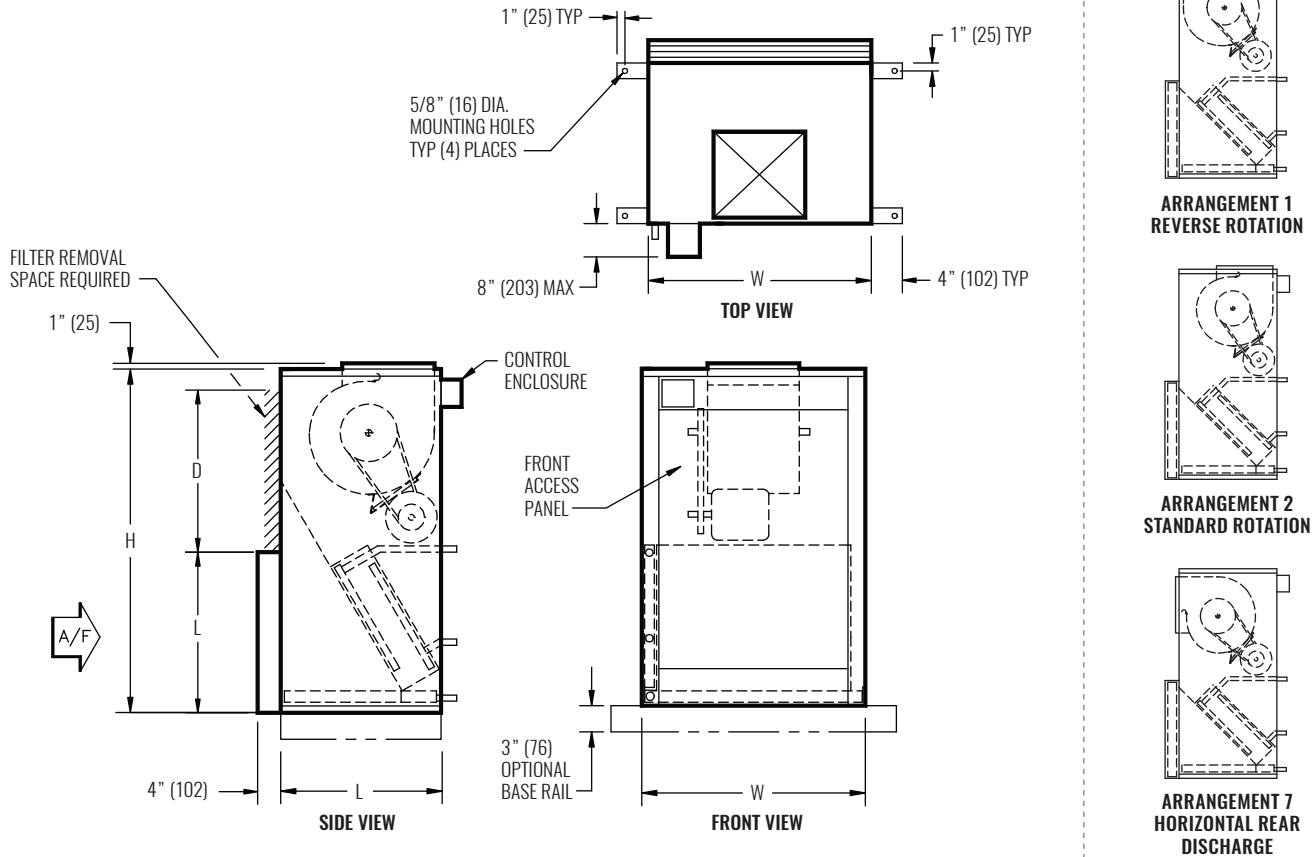 1” (25) TYP
1” (25) TYP
5/8” (16) DIA.
MOUNTING HOLES
TYP (4) PLACES
8” (203) MAX
W
4” (102) TYP
TOP VIEW
FILTER REMOVAL
SPACE REQUIRED
1” (25)
CONTROL
ENCLOSURE
D
H
L
A/F
4” (102)
L
SIDE VIEW
FRONT
ACCESS
PANEL
3” (76)
OPTIONAL
BASE RAIL
W
FRONT VIEW
ARRANGEMENT 1
REVERSE ROTATION
ARRANGEMENT 2
STANDARD ROTATION
ARRANGEMENT 7
HORIZONTAL REAR
DISCHARGE